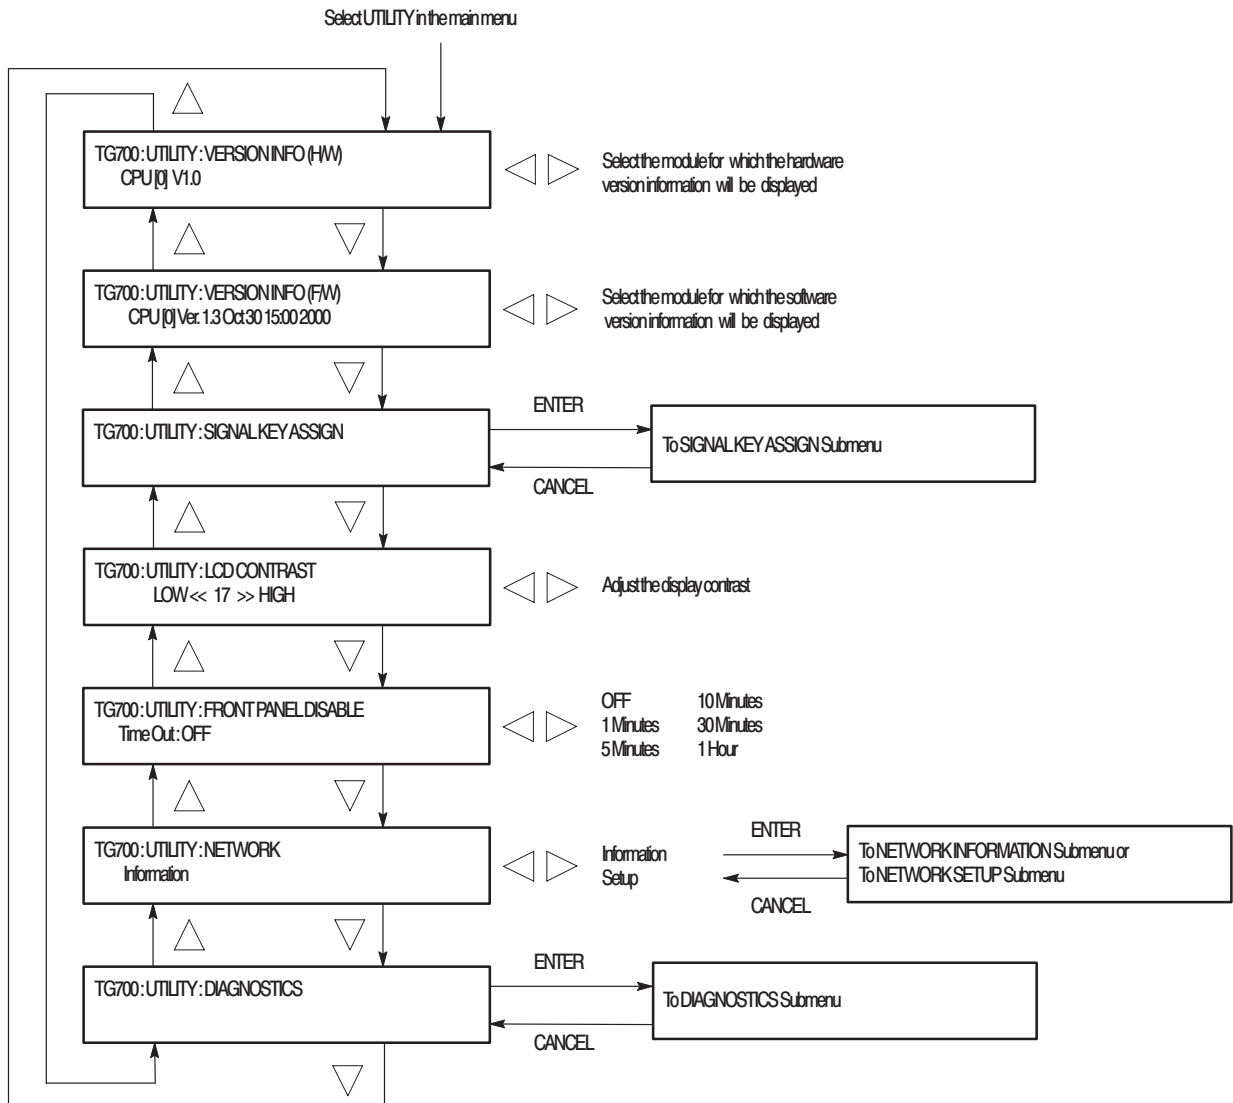 Select UTILITY in the main menu
TG700 : UTILITY : VERSION INFO (H/W)
CPU [0] V1.0
Select the module for which the hardware
version information will be displayed
TG700 : UTILITY : VERSION INFO (F/W)
CPU [0] Ver. 1.3 Oct 30 15:00 2000
Select the module for which the software
version information will be displayed
TG700 : UTILITY : SIGNAL KEY ASSIGN
ENTER
To SIGNAL KEY ASSIGN Submenu
CANCEL
TG700 : UTILITY : LCD CONTRAST
LOW << 17 >> HIGH
Adjust the display contrast
TG700 : UTILITY : FRONT PANEL DISABLE
Time Out : OFF
OFF 10 Minutes
1 Minutes 30 Minutes
5 Minutes 1 Hour
TG700 : UTILITY : NETWORK
Information
Information
Setup
ENTER
To NETWORK INFORMATION Submenu or
To NETWORK SETUP Submenu
CANCEL
TG700 : UTILITY : DIAGNOSTICS
ENTER
To DIAGNOSTICS Submenu
CANCEL